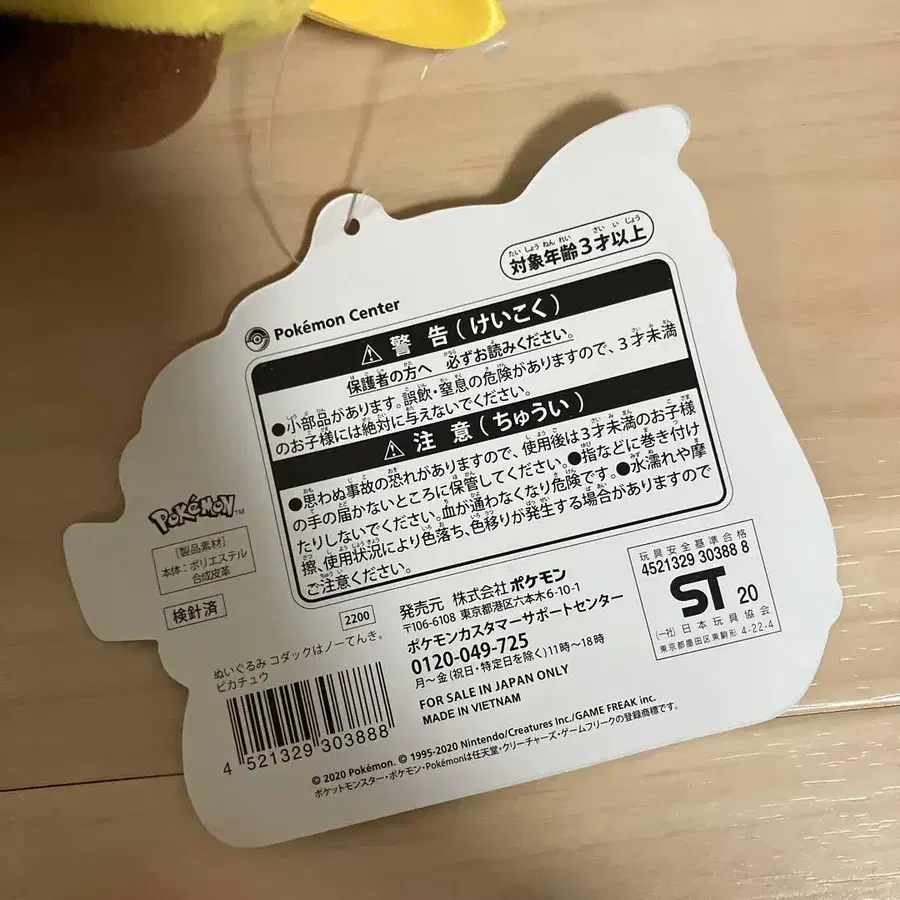 対象年齢3才以上
Pokémon Center
⚠ 警告(けいこく)
保護者の方へ 必ずお読みください。
●小部品があります。誤飲・窒息の危険がありますので、3才未満
のお子様には絶対に与えないでください。
⚠ 注意(ちゅうい)
●思わぬ事故の恐れがありますので、使用後は3才未満のお子様
の手の届かないところに保管してください。●指などに巻き付け
たりしないでください。血が通わなくなり危険です。●水濡れや摩
擦、使用状況により色落ち、色移りが発生する場合がありますので
ご注意ください。
POKÉMON™
[製品素材]
本体:ポリエステル
合成皮革
検針済
2200
発売元 株式会社ポケモン
〒106-6108 東京都港区六本木6-10-1
ポケモンカスタマーサポートセンター
0120-049-725
月~金(祝日・特定日を除く)11時~18時
FOR SALE IN JAPAN ONLY
MADE IN VIETNAM
玩具安全基準合格
4521329 30388 8
ST 20
(一社)日本玩具協会
東京都墨田区東駒形 4-22-4
ぬいぐるみ コダックはノーてんき。
ピカチュウ
4 521329 303888
© 2020 Pokémon. © 1995-2020 Nintendo/Creatures Inc./GAME FREAK inc.
ポケットモンスター・ポケモン・Pokémonは任天堂・クリーチャーズ・ゲームフリークの登録商標です。